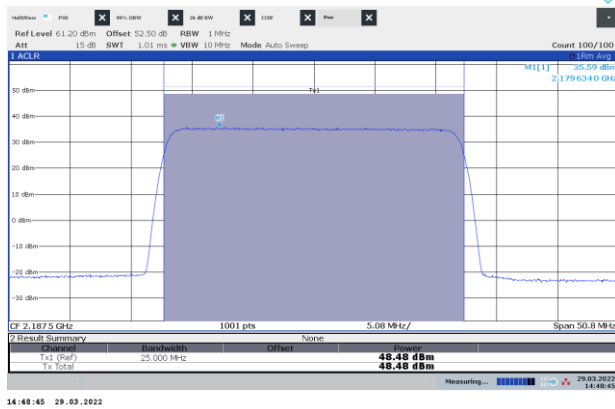 MultiView PSD X 99% OBW X 26 dB BW X CCDF X Pwr X
Ref Level 61.20 dBm Offset 52.50 dB RBW 1 MHz
Att 15 dB SWT 1.01 ms VBW 10 MHz Mode Auto Sweep Count 100/100
1 ACLR 1Rm Avg
M1[1] 35.59 dBm
2.1796340 GHz
Tx1
50 dBm
40 dBm
M1
30 dBm
20 dBm
10 dBm
0 dBm
-10 dBm
-20 dBm
-30 dBm
CF 2.1875 GHz 1001 pts 5.08 MHz/ Span 50.8 MHz
2 Result Summary None
Channel Bandwidth Offset Power
Tx1 (Ref) 25.000 MHz 48.48 dBm
Tx Total 48.48 dBm
Measuring... 29.03.2022
14:48:45
14:48:45 29.03.2022